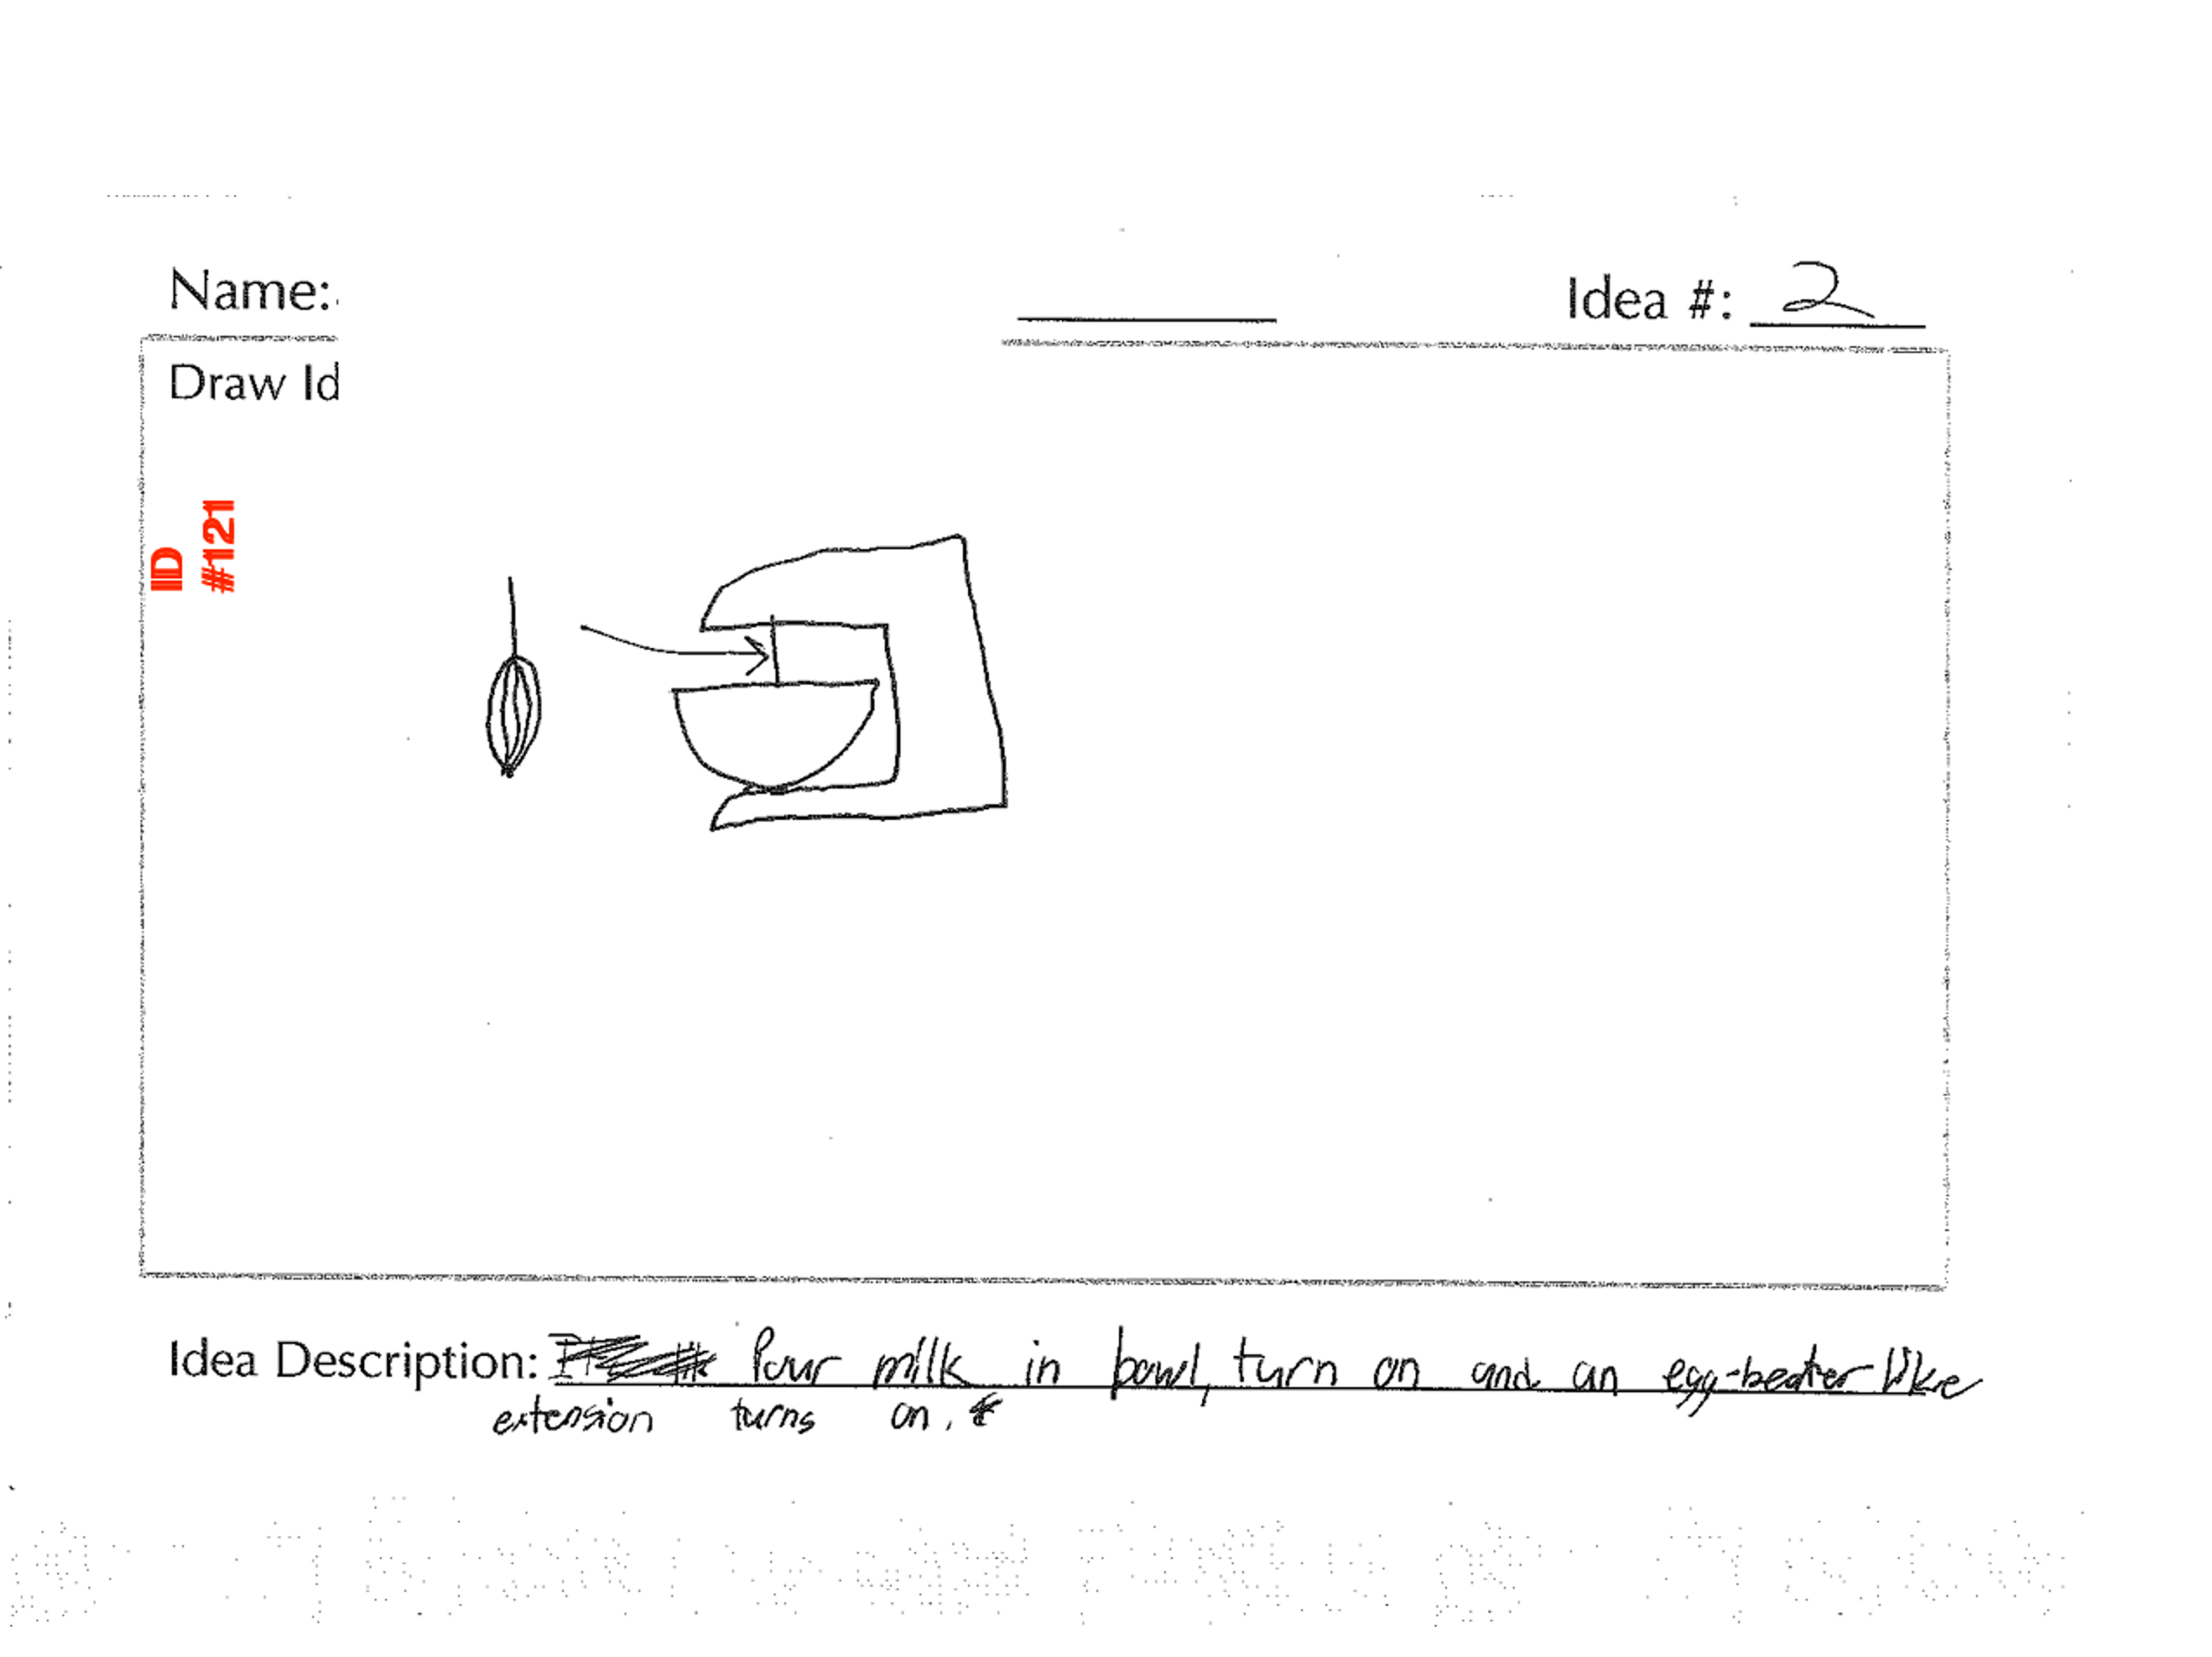 Name:
Idea #: 2
Draw Id
ID
#121
Idea Description: Pour milk in bowl, turn on and an egg-beater like
extension turns on.